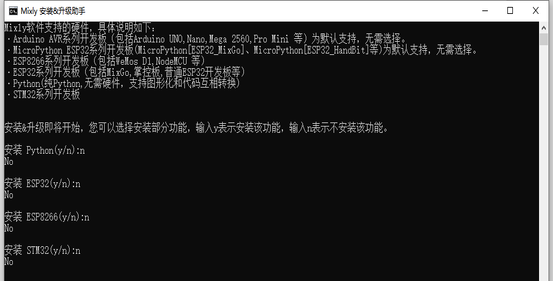 Mixly 安装&升级助手
Mixly软件支持的硬件，具体说明如下：
· Arduino AVR系列开发板（包括Arduino UNO,Nano,Mega 2560,Pro Mini 等）为默认支持，无需选择。
· MicroPython ESP32系列开发板(MicroPython[ESP32_MixGo]、MicroPython[ESP32_HandBit]等)为默认支持，无需选择。
· ESP8266系列开发板（包括WeMos D1,NodeMCU 等)
· ESP32系列开发板（包括MixGo,掌控板,普通ESP32开发板等)
· Python(纯Python,无需硬件，支持图形化和代码互相转换)
· STM32系列开发板
安装&升级即将开始，您可以选择安装部分功能，输入y表示安装该功能，输入n表示不安装该功能。
安装 Python(y/n):n
No
安装 ESP32(y/n):n
No
安装 ESP8266(y/n):n
No
安装 STM32(y/n):n
No